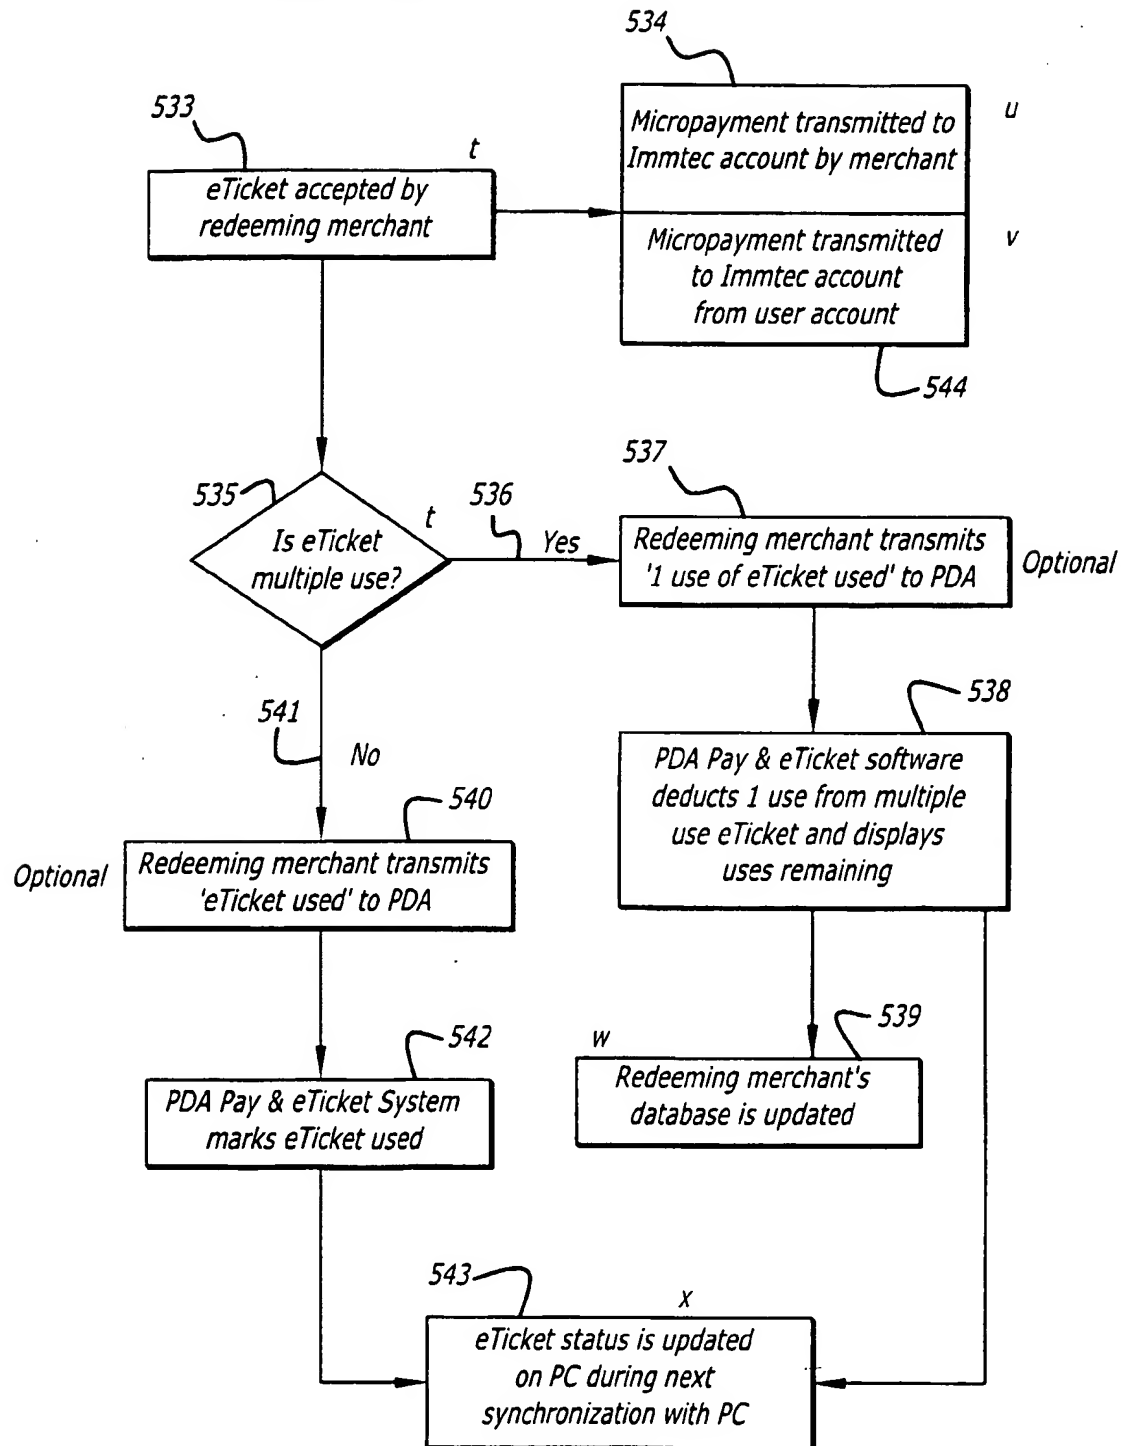 534
533
t
u
Micropayment transmitted to
Immtec account by merchant
eTicket accepted by
redeeming merchant
v
Micropayment transmitted
to Immtec account
from user account
544
537
535
536
t
Is eTicket
multiple use?
Yes
Redeeming merchant transmits
'1 use of eTicket used' to PDA
Optional
538
541
No
PDA Pay & eTicket software
deducts 1 use from multiple
use eTicket and displays
uses remaining
540
Optional
Redeeming merchant transmits
'eTicket used' to PDA
539
w
542
Redeeming merchant's
database is updated
PDA Pay & eTicket System
marks eTicket used
543
x
eTicket status is updated
on PC during next
synchronization with PC